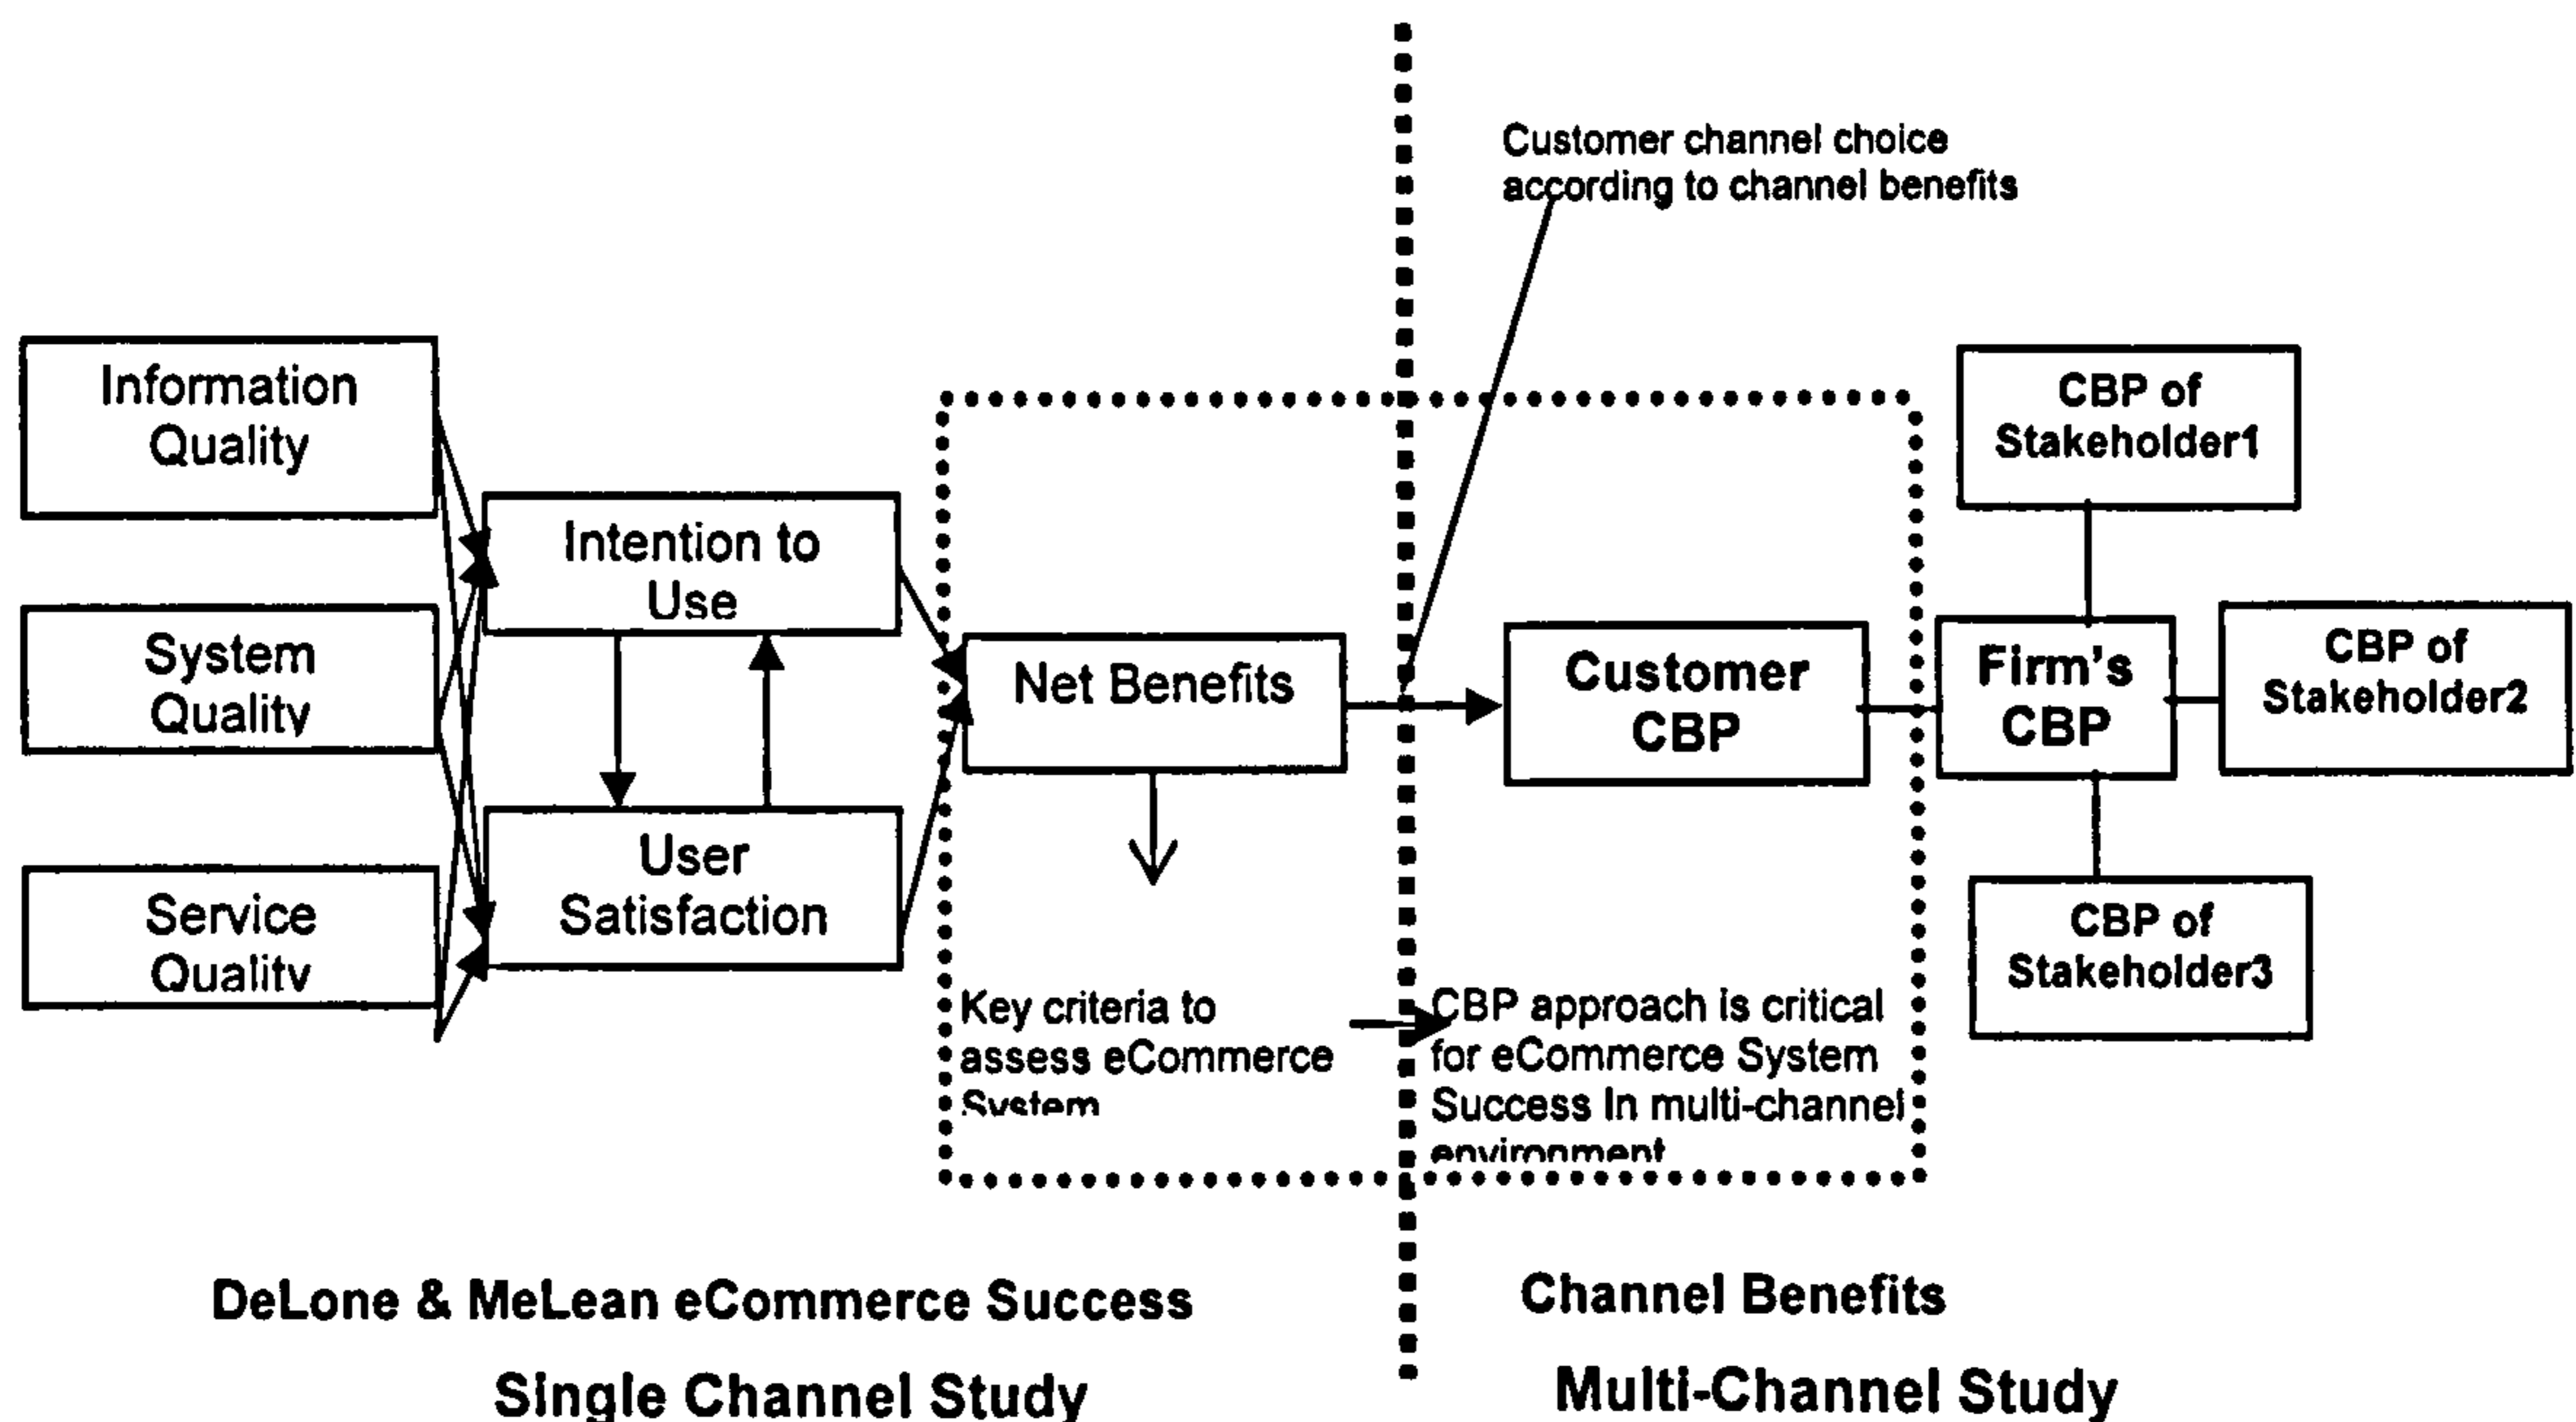 Customer channel choice
according to channel benefits
Information
Quality
System
Quality
Service
Quality
Intention to
Use
User
Satisfaction
Net Benefits
Key criteria to
assess eCommerce
System
Customer
CBP
CBP approach is critical
for eCommerce System
Success In multi-channel
environment
Firm's
CBP
CBP of
Stakeholder1
CBP of
Stakeholder2
CBP of
Stakeholder3
DeLone & MeLean eCommerce Success
Single Channel Study
Channel Benefits
Multi-Channel Study